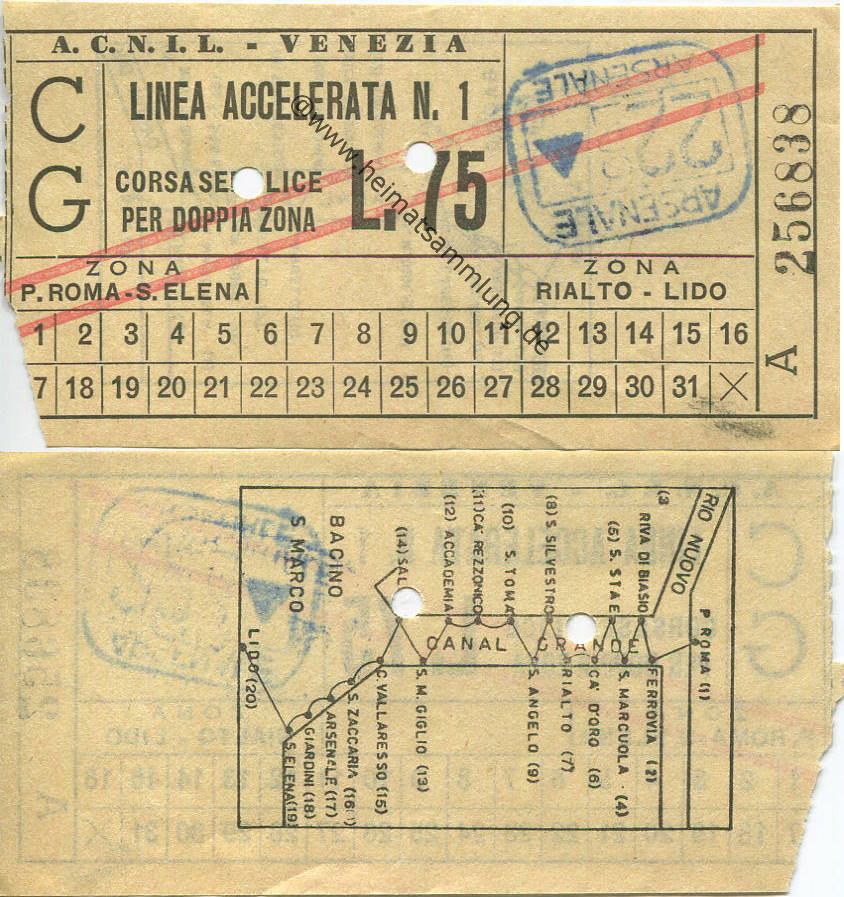 A. C. N. I. L. - VENEZIA
C
G
LINEA ACCELERATA N. 1
CORSA SE LICE
PER DOPPIA ZONA
L. 75
ARSENALE
ARSENALE
ZONA
P. ROMA-S. ELENA
ZONA
RIALTO - LIDO
1 2 3 4 5 6 7 8 9 10 11 12 13 14 15 16
7 18 19 20 21 22 23 24 25 26 27 28 29 30 31 X
A 256838
@www.heimatsammlung.de
RIO NUOVO
P. ROMA (1)
FERROVIA (2)
(3
RIVA DI BIASIO
S. MARCUOLA · (4)
(5) S. STAE
CA' D'ORO (6)
RIALTO (7)
(8) S. SILVESTRO
S. ANGELO (9)
(10) S. TOMA
(11) CA' REZZONICO
(12) ACCADEMIA
S. M. GIGLIO (13)
(14) SAL
C. VALLARESSO (15)
S. ZACCARIA (16)
ARSENALE (17)
GIARDINI (18)
S. ELENA (19)
LIDO (20)
CANAL GRANDE
BACINO
S MARCO